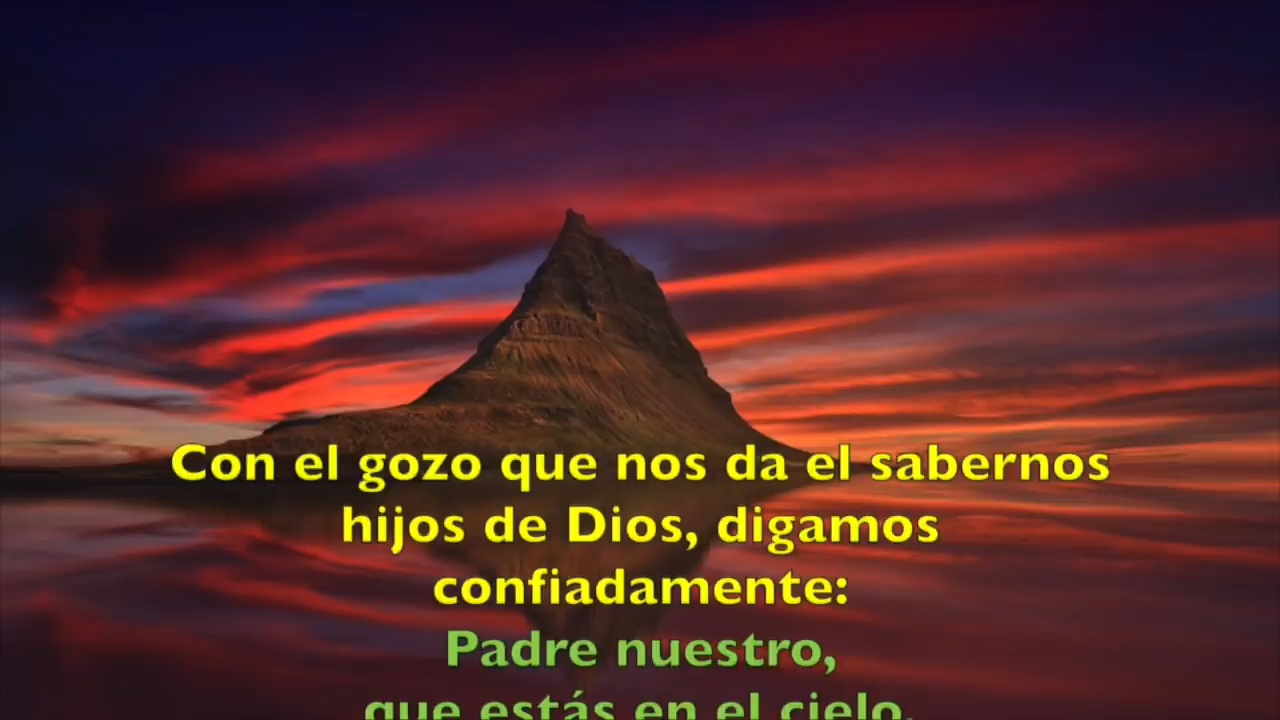 Con el gozo que nos da el sabernos
hijos de Dios, digamos
confiadamente:
Padre nuestro,
que estás en el cielo,